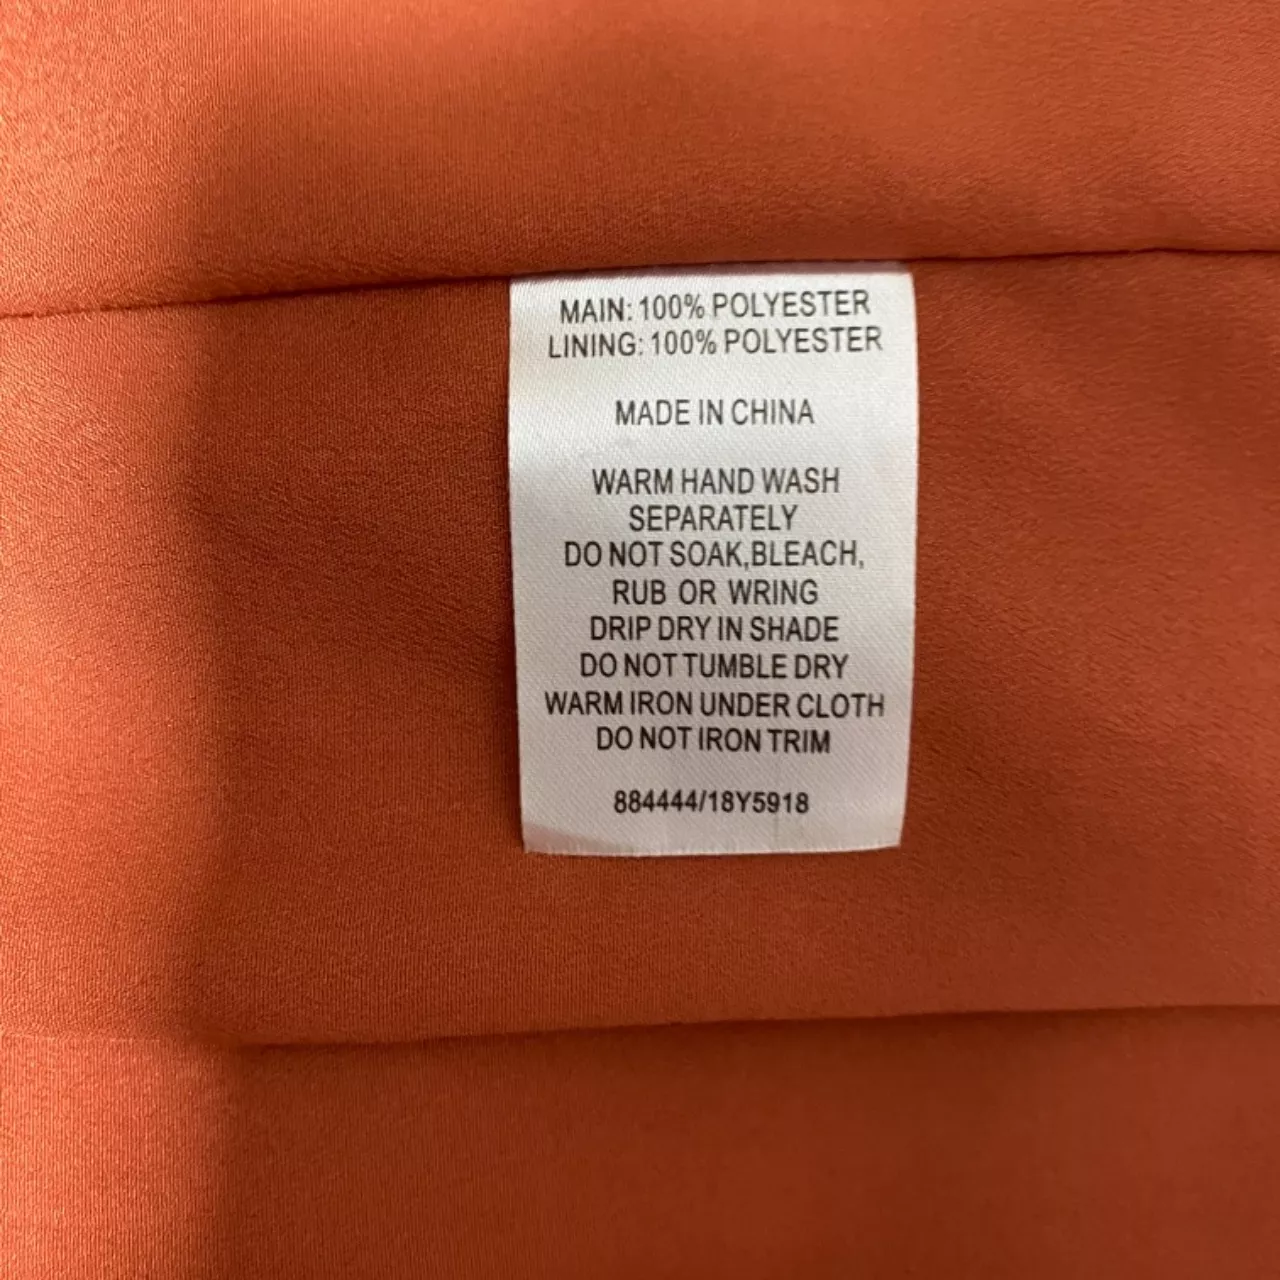 MAIN: 100% POLYESTER
LINING: 100% POLYESTER
MADE IN CHINA
WARM HAND WASH
SEPARATELY
DO NOT SOAK,BLEACH,
RUB OR WRING
DRIP DRY IN SHADE
DO NOT TUMBLE DRY
WARM IRON UNDER CLOTH
DO NOT IRON TRIM
884444/18Y5918